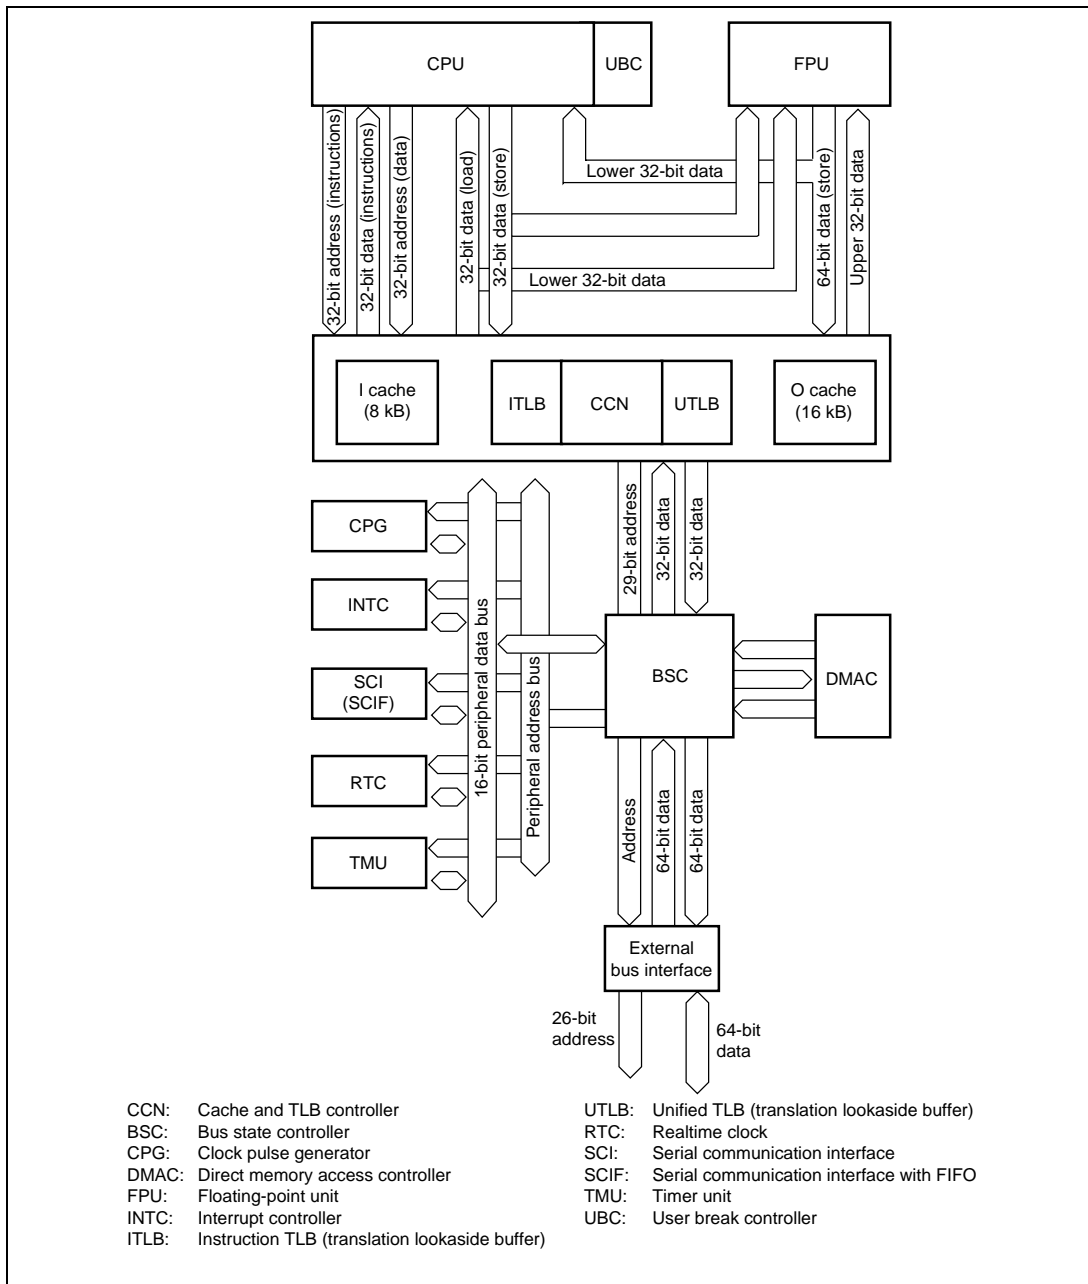 CPU
UBC
FPU
32-bit address (instructions)
32-bit data (instructions)
32-bit address (data)
32-bit data (load)
32-bit data (store)
Lower 32-bit data
Lower 32-bit data
64-bit data (store)
Upper 32-bit data
I cache
(8 kB)
ITLB
CCN
UTLB
O cache
(16 kB)
29-bit address
32-bit data
32-bit data
CPG
INTC
SCI
(SCIF)
RTC
TMU
16-bit peripheral data bus
Peripheral address bus
BSC
DMAC
Address
64-bit data
64-bit data
External
bus interface
26-bit
address
64-bit
data
CCN: Cache and TLB controller
BSC: Bus state controller
CPG: Clock pulse generator
DMAC: Direct memory access controller
FPU: Floating-point unit
INTC: Interrupt controller
ITLB: Instruction TLB (translation lookaside buffer)
UTLB: Unified TLB (translation lookaside buffer)
RTC: Realtime clock
SCI: Serial communication interface
SCIF: Serial communication interface with FIFO
TMU: Timer unit
UBC: User break controller